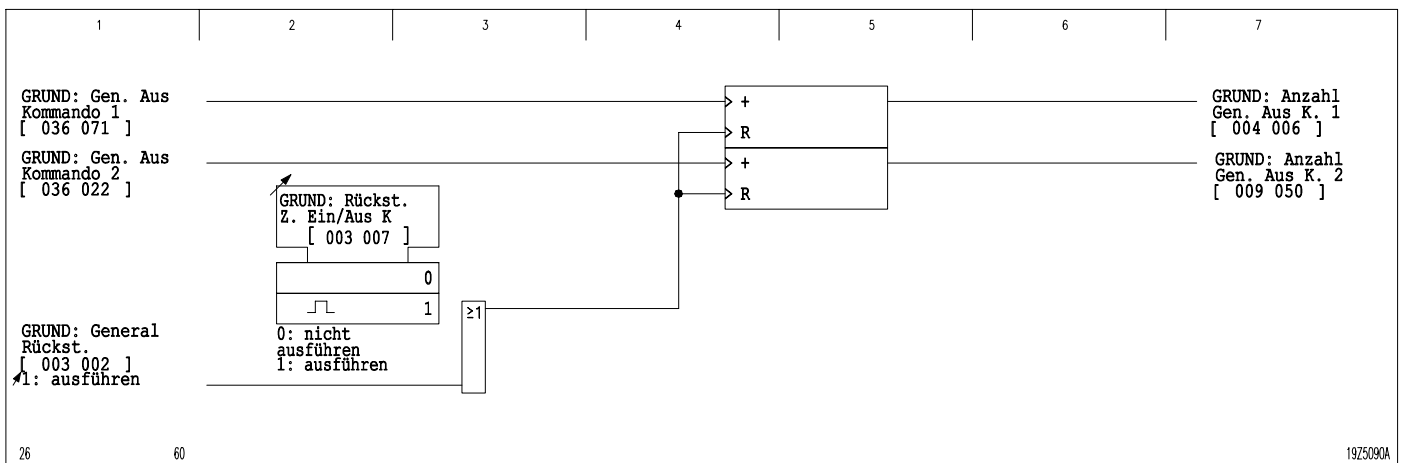 1 2 3 4 5 6 7
GRUND: Gen. Aus
Kommando 1
[ 036 071 ]
GRUND: Gen. Aus
Kommando 2
[ 036 022 ]
GRUND: Rückst.
Z. Ein/Aus K
[ 003 007 ]
0
1
0: nicht
ausführen
1: ausführen
GRUND: General
Rückst.
[ 003 002 ]
1: ausführen
≥1
+
R
+
R
GRUND: Anzahl
Gen. Aus K. 1
[ 004 006 ]
GRUND: Anzahl
Gen. Aus K. 2
[ 009 050 ]
26 60 19Z5090A